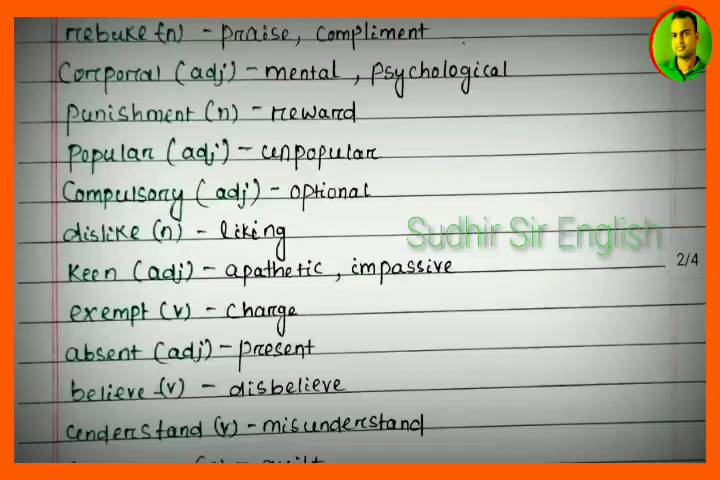 rebuke (n) - praise, compliment
Corporal (adj) - mental, psychological
Punishment (n) - reward
Popular (adj) - unpopular
Compulsory (adj) - optional
dislike (n) - liking
Sudhir Sir English
Keen (adj) - apathetic, impassive
2/4
exempt (v) - charge
absent (adj) - present
believe (v) - disbelieve
understand (v) - misunderstand